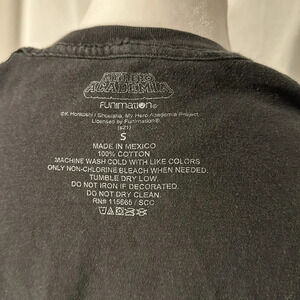 MY HERO
ACADEMIA
FUNIMATION®
©K. Horikoshi / Shueisha, My Hero Academia Project.
Licensed by Funimation®.
(s21)
S
MADE IN MEXICO
100% COTTON
MACHINE WASH COLD WITH LIKE COLORS
ONLY NON-CHLORINE BLEACH WHEN NEEDED.
TUMBLE DRY LOW.
DO NOT IRON IF DECORATED.
DO NOT DRY CLEAN.
RN# 115665 / SCC